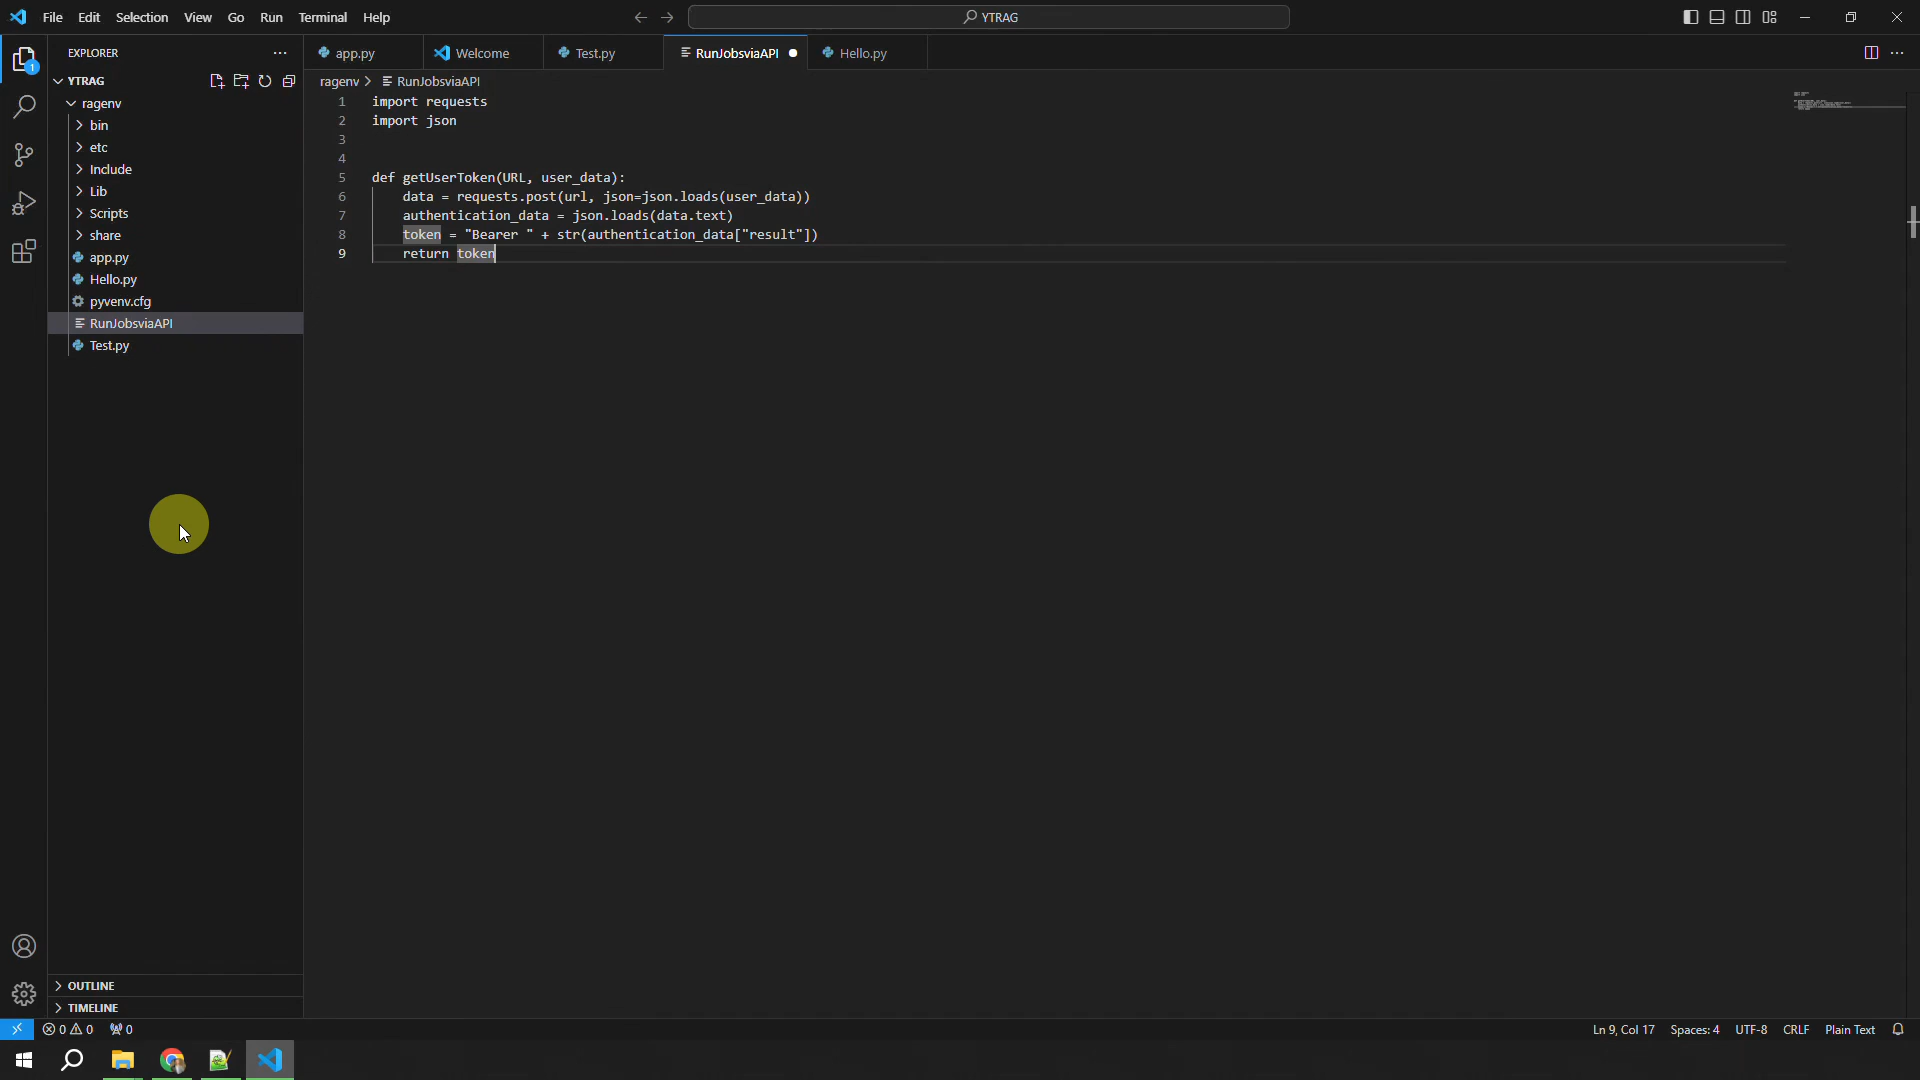 File Edit Selection View Go Run Terminal Help
YTRAG
EXPLORER
app.py
Welcome
Test.py
RunJobsviaAPI
Hello.py
YTRAG
ragenv
bin
etc
Include
Lib
Scripts
share
app.py
Hello.py
pyvenv.cfg
RunJobsviaAPI
Test.py
OUTLINE
TIMELINE
1
ragenv > RunJobsviaAPI
1 import requests
2 import json
3
4
5 def getUserToken(URL, user_data):
6 data = requests.post(url, json=json.loads(user_data))
7 authentication_data = json.loads(data.text)
8 token = "Bearer " + str(authentication_data["result"])
9 return token
0 0 0
Ln 9, Col 17 Spaces: 4 UTF-8 CRLF Plain Text